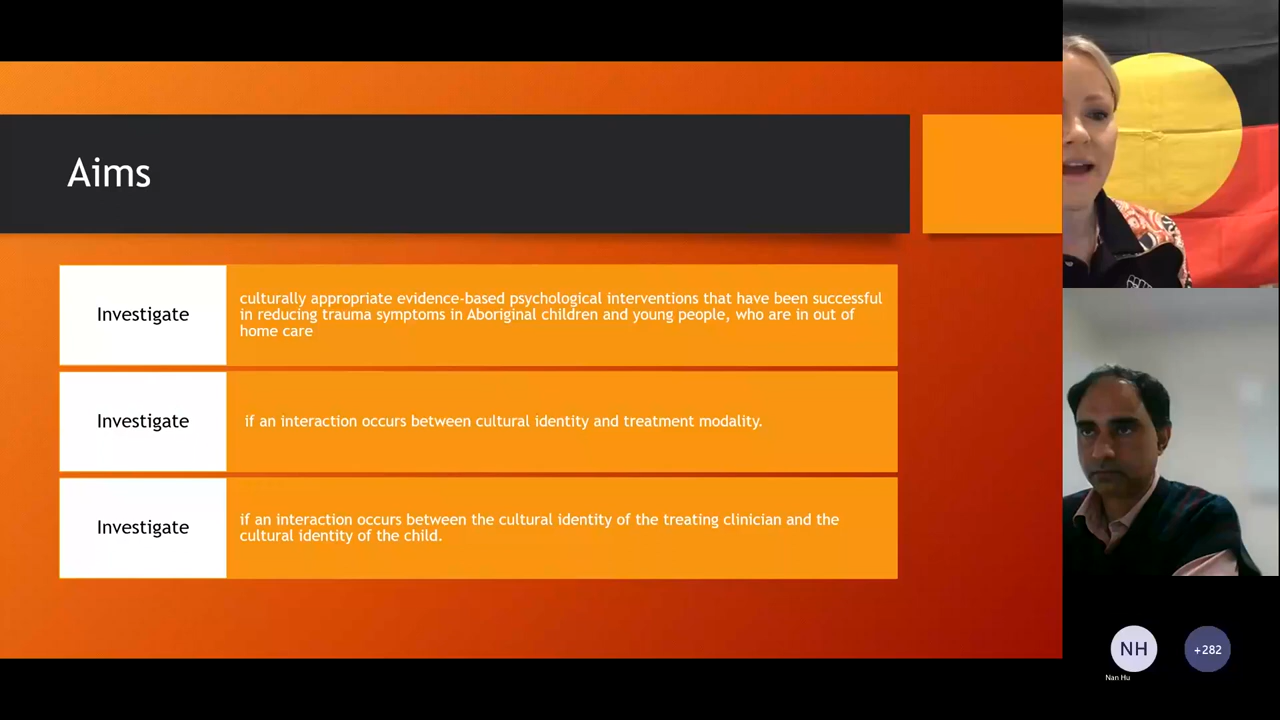 Aims
Investigate
culturally appropriate evidence-based psychological interventions that have been successful
in reducing trauma symptoms in Aboriginal children and young people, who are in out of
home care
Investigate
if an interaction occurs between cultural identity and treatment modality.
Investigate
if an interaction occurs between the cultural identity of the treating clinician and the
cultural identity of the child.
NH
+282
Nan Hu